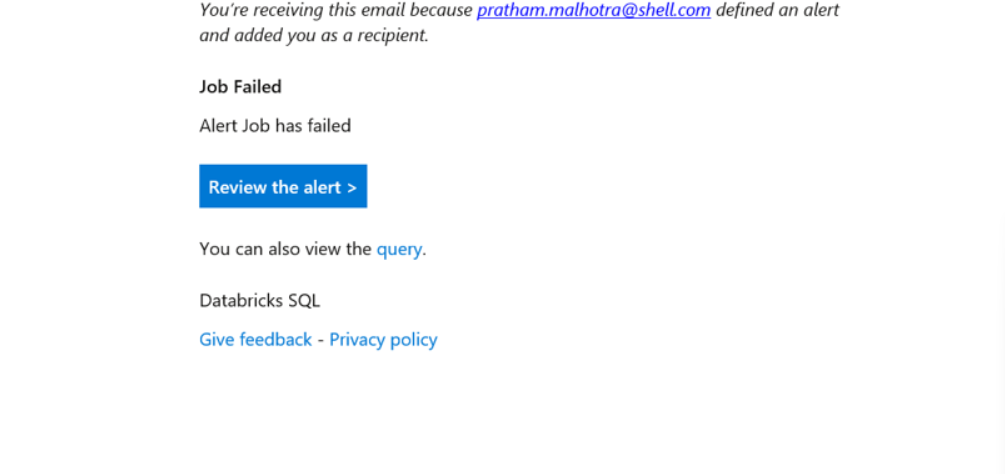 You're receiving this email because pratham.malhotra@shell.com defined an alert
and added you as a recipient.
Job Failed
Alert Job has failed
Review the alert >
You can also view the query.
Databricks SQL
Give feedback - Privacy policy